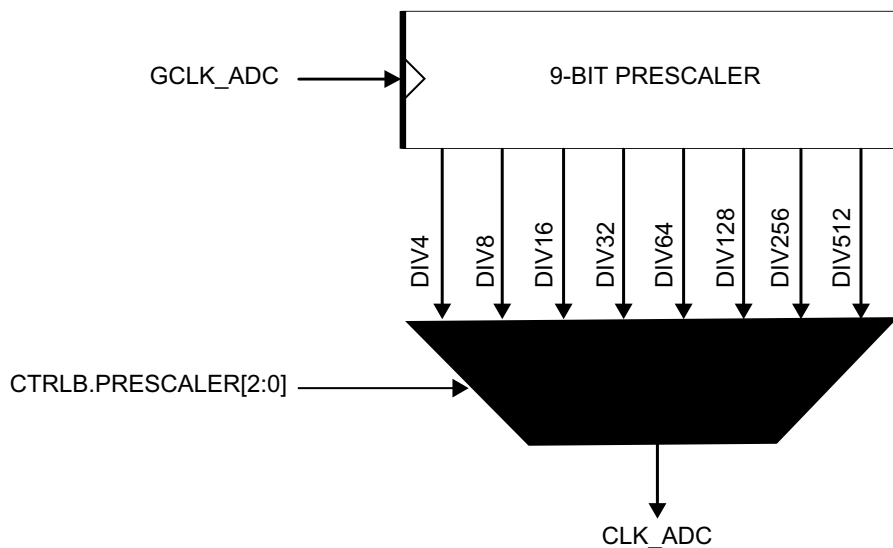 GCLK_ADC
9-BIT PRESCALER
DIV4
DIV8
DIV16
DIV32
DIV64
DIV128
DIV256
DIV512
CTRLB.PRESCALER[2:0]
CLK_ADC